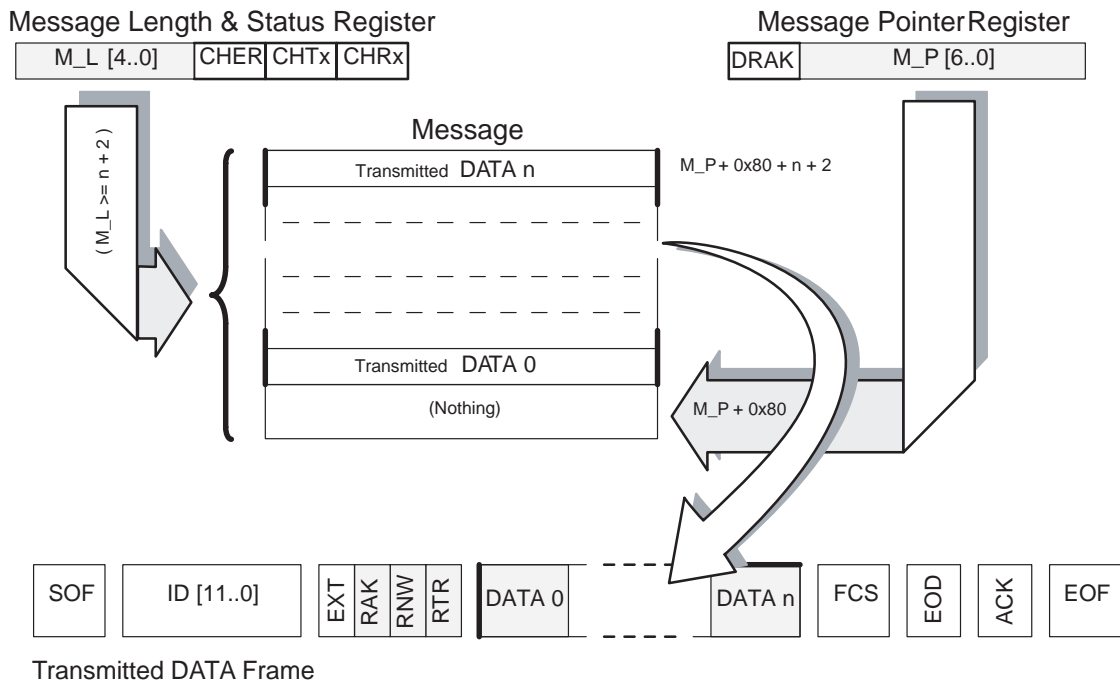 Message Length & Status Register
Message Pointer Register
M_L [4..0] CHER CHTx CHRx
DRAK M_P [6..0]
( M_L >= n + 2 )
Message
Transmitted DATA n
M_P + 0x80 + n + 2
Transmitted DATA 0
(Nothing)
M_P + 0x80
SOF ID [11..0] EXT RAK RNW RTR DATA 0 DATA n FCS EOD ACK EOF
Transmitted DATA Frame